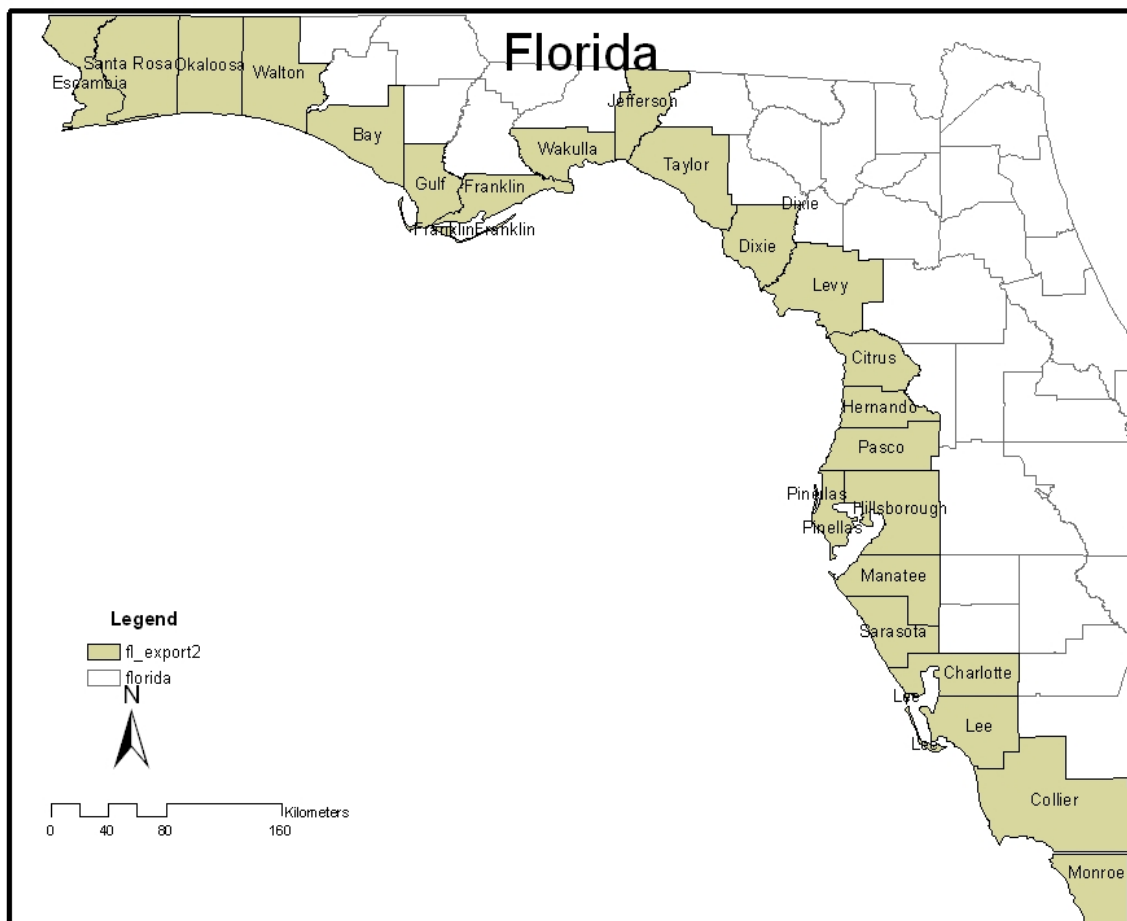 Florida
Santa Rosa
Okaloosa
Walton
Escambia
Jefferson
Bay
Wakulla
Taylor
Gulf
Franklin
Dixie
Franklin
Franklin
Dixie
Levy
Citrus
Hernando
Pasco
Pinellas
Hillsborough
Pinellas
Manatee
Sarasota
Charlotte
Lee
Lee
Lee
Collier
Monroe
Legend
fl_export2
florida
N
Kilometers
0 40 80 160